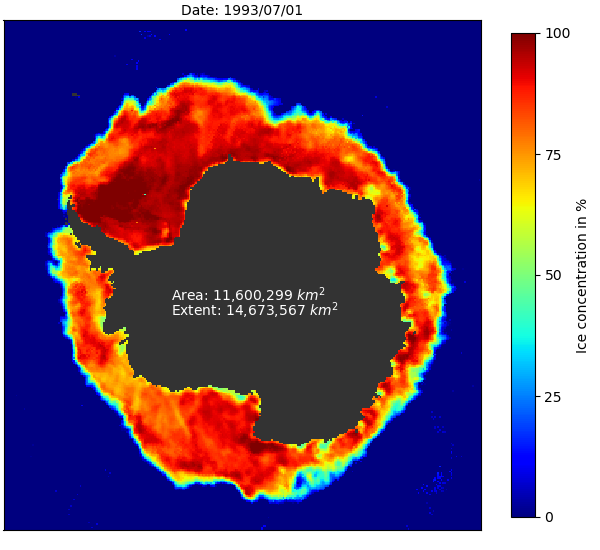 Date: 1993/07/01
Area: 11,600,299 km²
Extent: 14,673,567 km²
100
75
50
25
0
Ice concentration in %